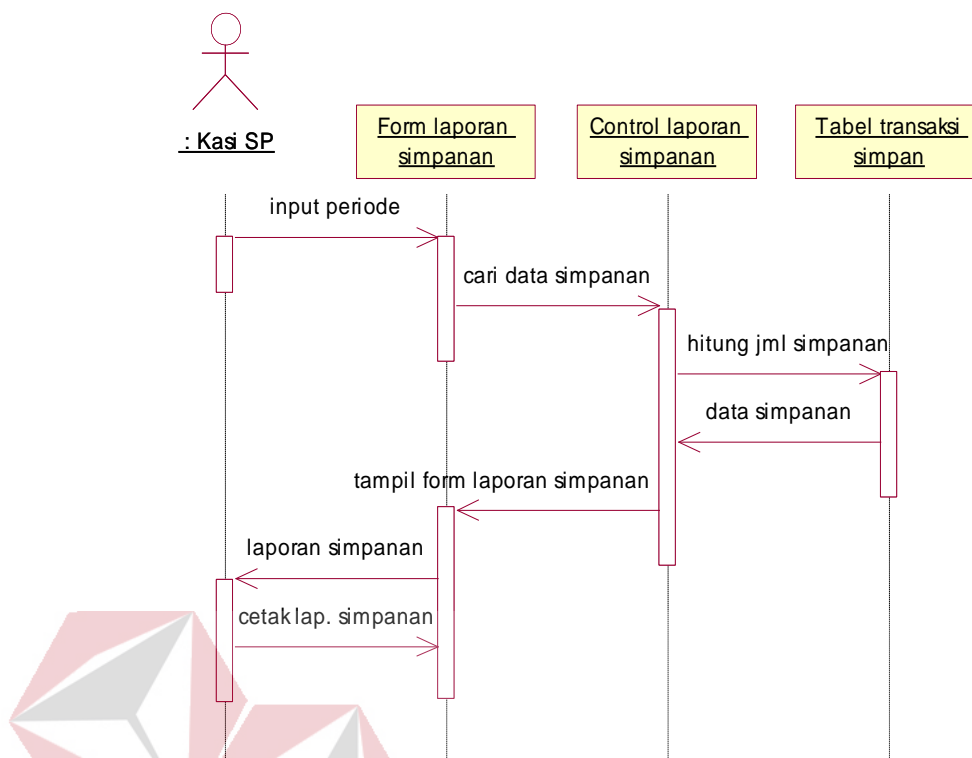 : Kasi SP
Form laporan
simpanan
Control laporan
simpanan
Tabel transaksi
simpan
input periode
cari data simpanan
hitung jml simpanan
data simpanan
tampil form laporan simpanan
laporan simpanan
cetak lap. simpanan